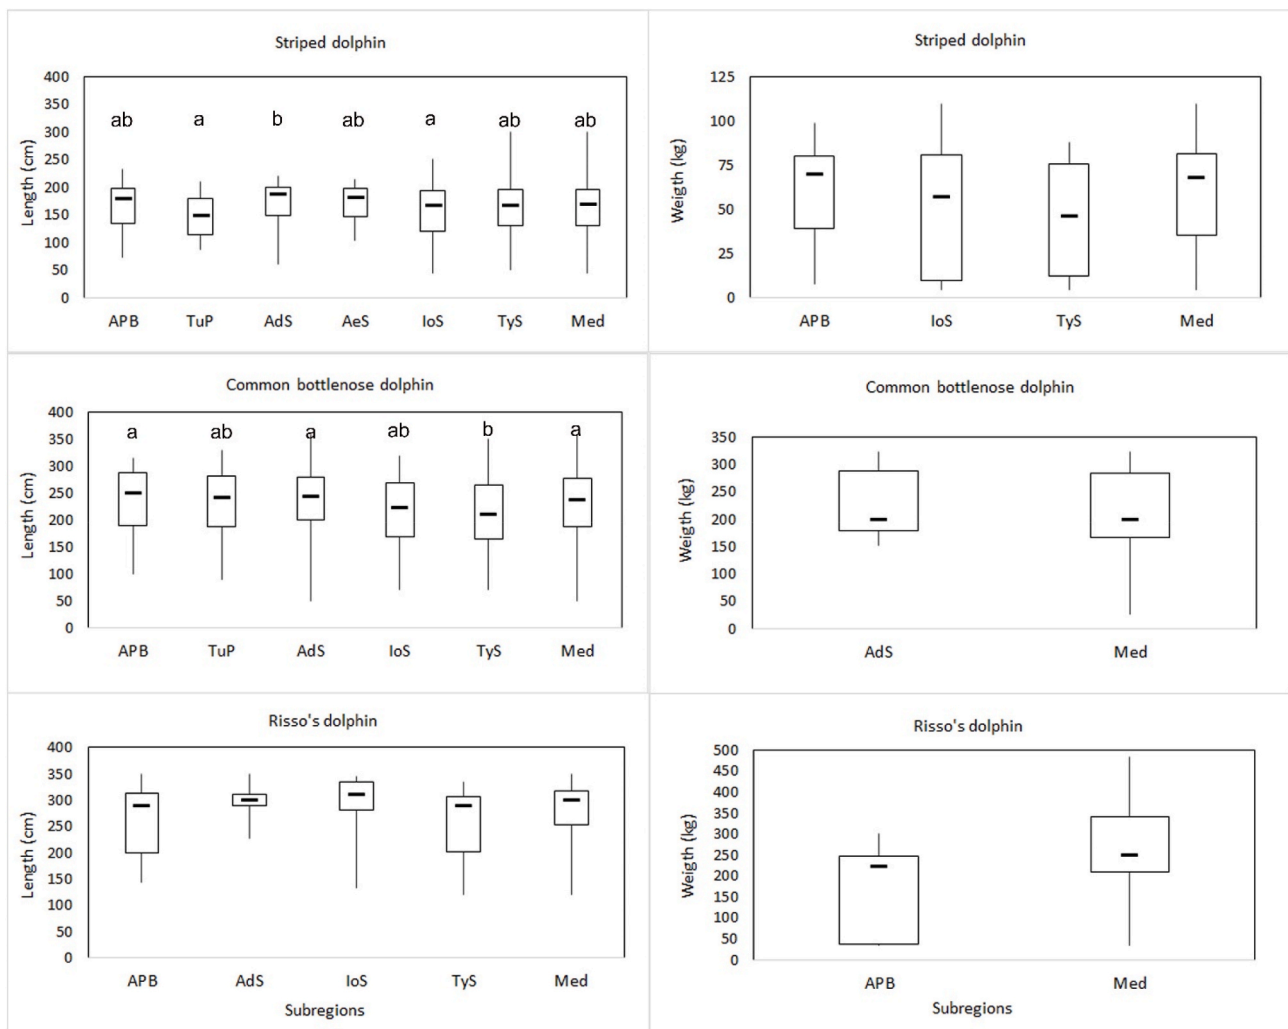 Striped dolphin
Length (cm)
400
350
300
250
200
150
100
50
0
ab a b ab a ab ab
APB TuP AdS AeS IoS TyS Med
Striped dolphin
Weigth (kg)
125
100
75
50
25
0
APB IoS TyS Med
Common bottlenose dolphin
Length (cm)
400
350
300
250
200
150
100
50
0
a ab a ab b a
APB TuP AdS IoS TyS Med
Common bottlenose dolphin
Weigth (kg)
350
300
250
200
150
100
50
0
AdS Med
Risso's dolphin
Length (cm)
400
350
300
250
200
150
100
50
0
APB AdS IoS TyS Med
Subregions
Risso's dolphin
Weigth (kg)
500
450
400
350
300
250
200
150
100
50
0
APB Med
Subregions